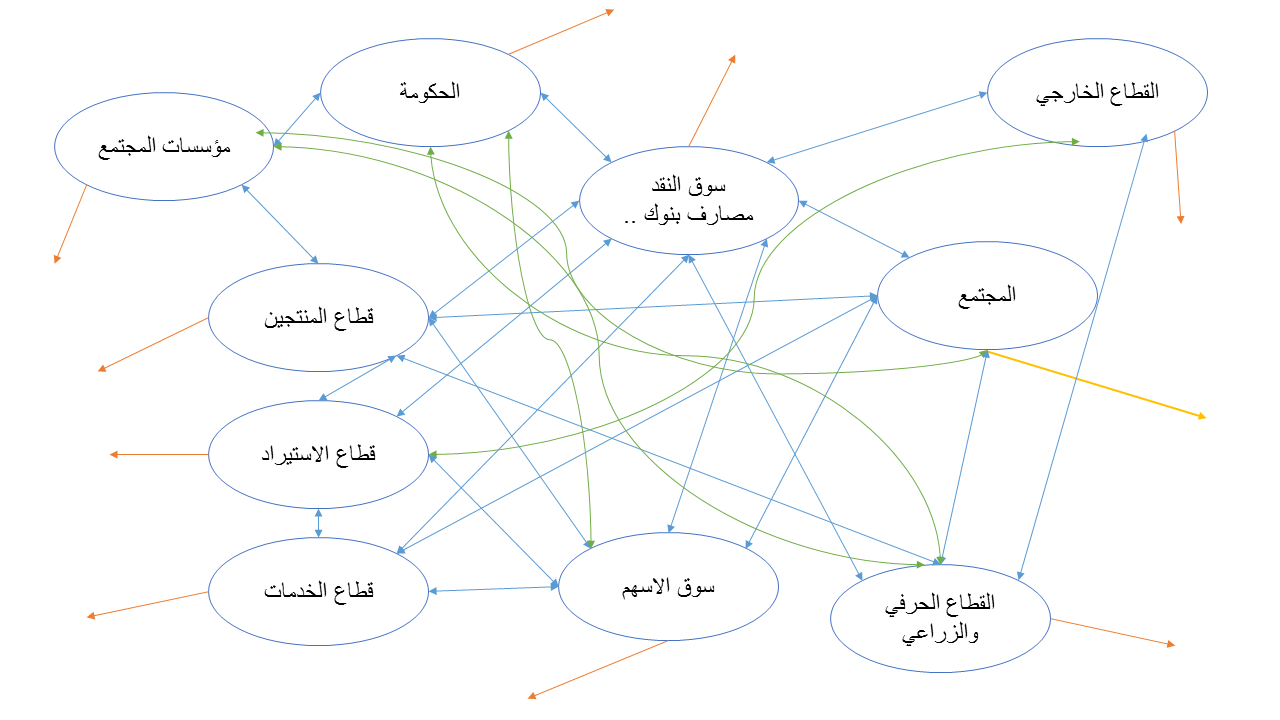 الحكومة
القطاع الخارجي
مؤسسات المجتمع
سوق النقد
مصارف بنوك ..
المجتمع
قطاع المنتجين
قطاع الاستيراد
قطاع الخدمات
سوق الاسهم
القطاع الحرفي
والزراعي